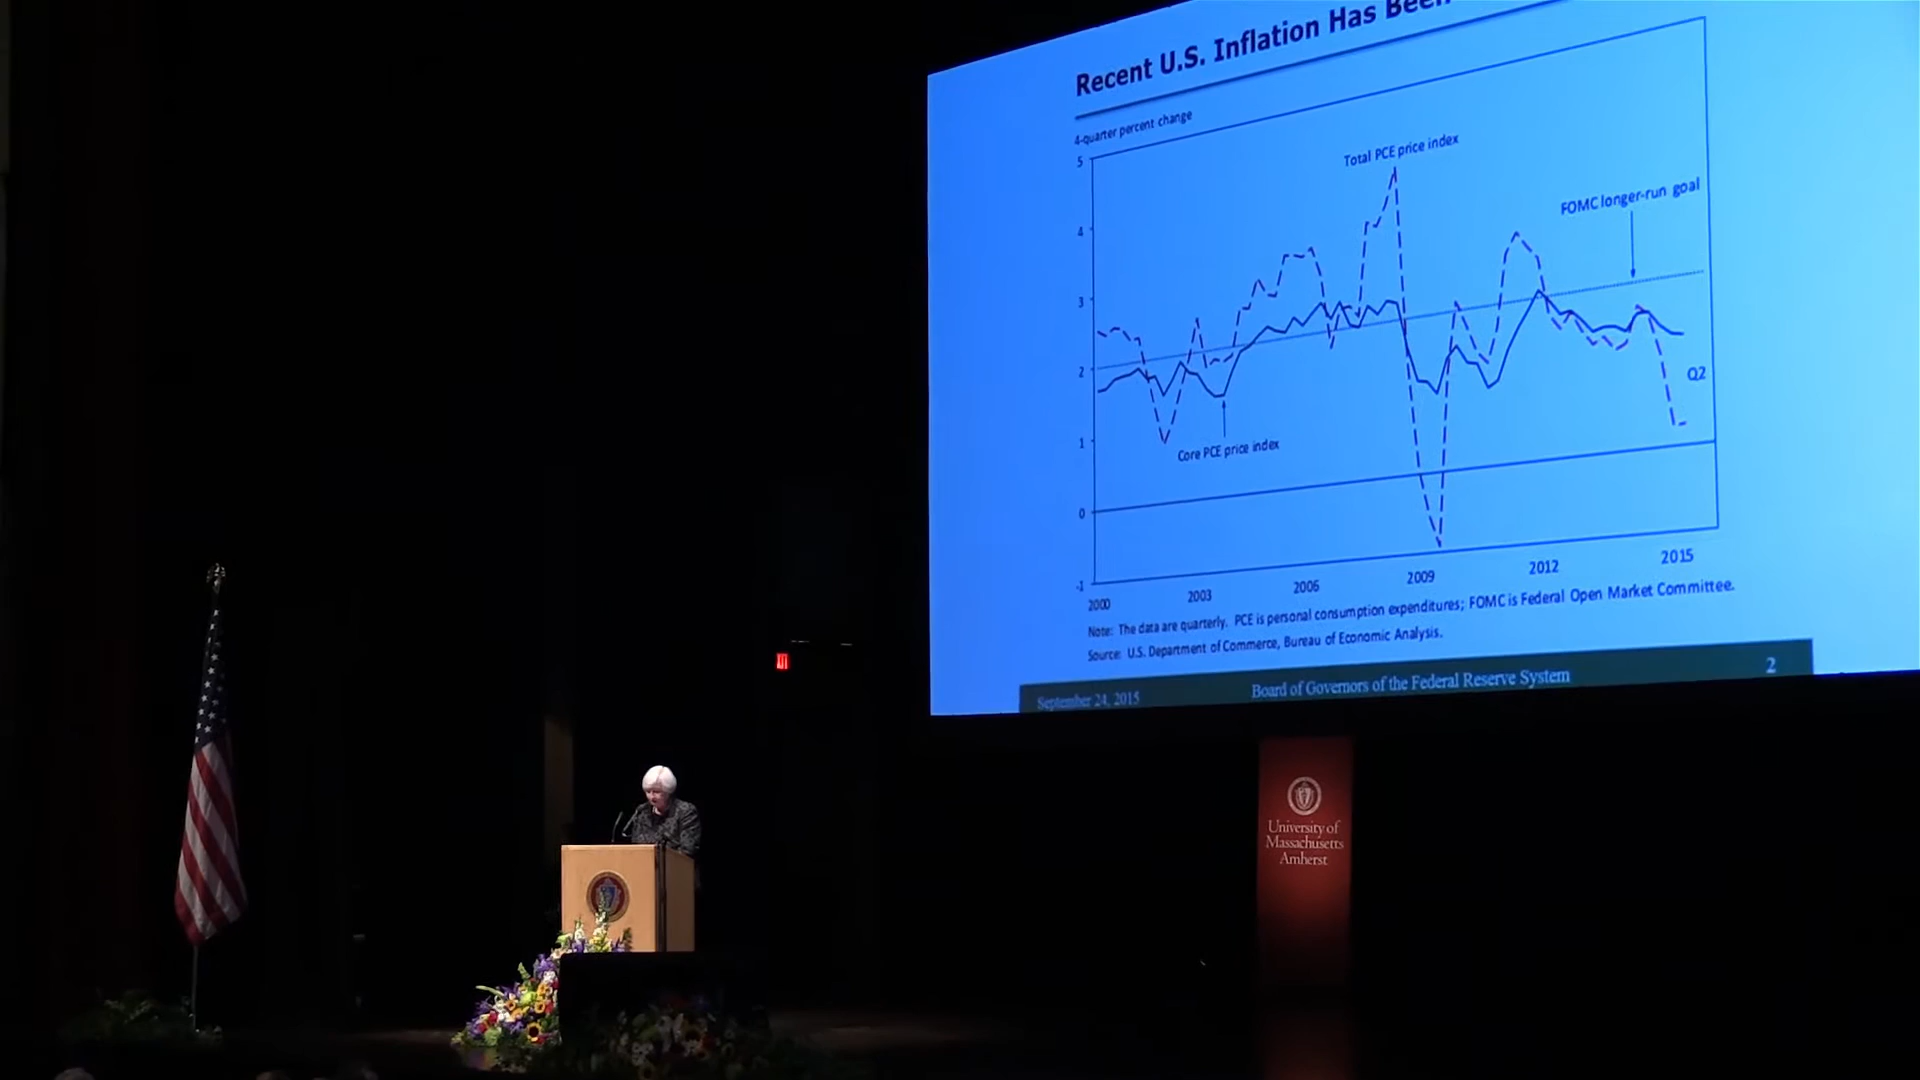 Recent U.S. Inflation Has Been
4-quarter percent change
5
Total PCE price index
FOMC longer-run goal
4
3
2
Q2
1
Core PCE price index
0
-1
2000
2003
2006
2009
2012
2015
Note: The data are quarterly. PCE is personal consumption expenditures; FOMC is Federal Open Market Committee.
Source: U.S. Department of Commerce, Bureau of Economic Analysis.
September 24, 2015
Board of Governors of the Federal Reserve System
2
University of
Massachusetts
Amherst